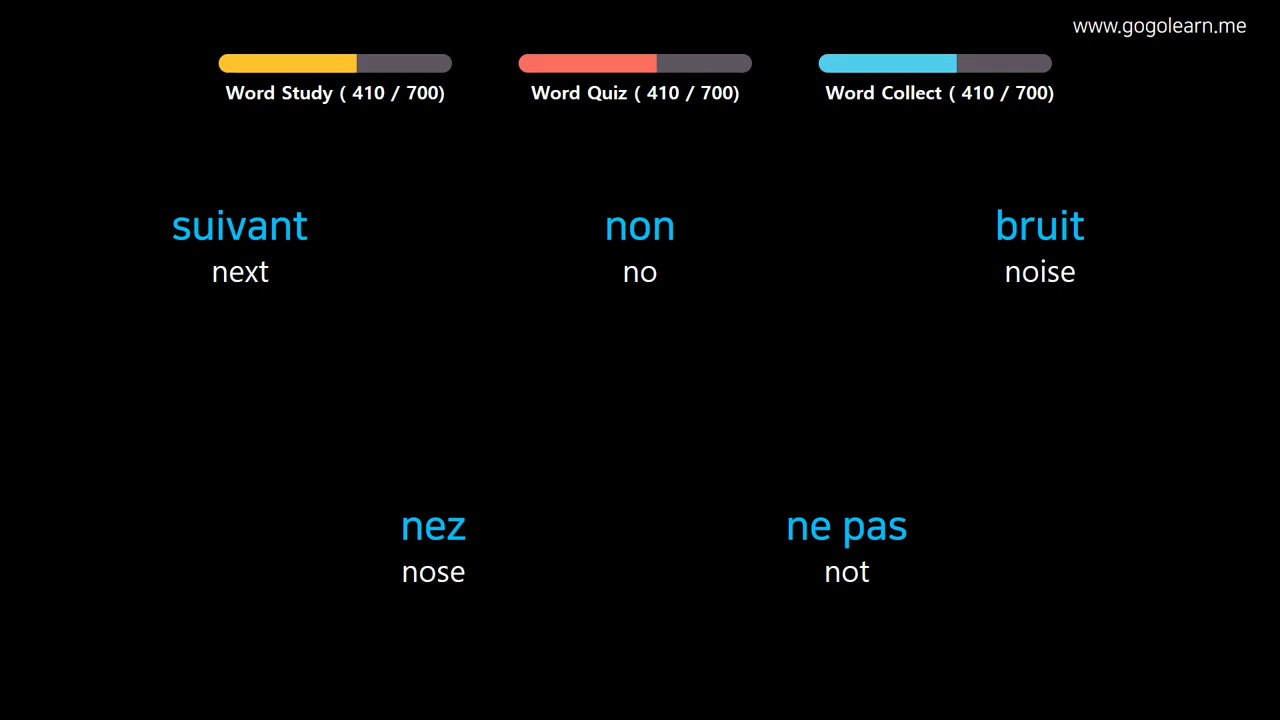 www.gogolearn.me
Word Study ( 410 / 700)
Word Quiz ( 410 / 700)
Word Collect ( 410 / 700)
suivant
next
non
no
bruit
noise
nez
nose
ne pas
not